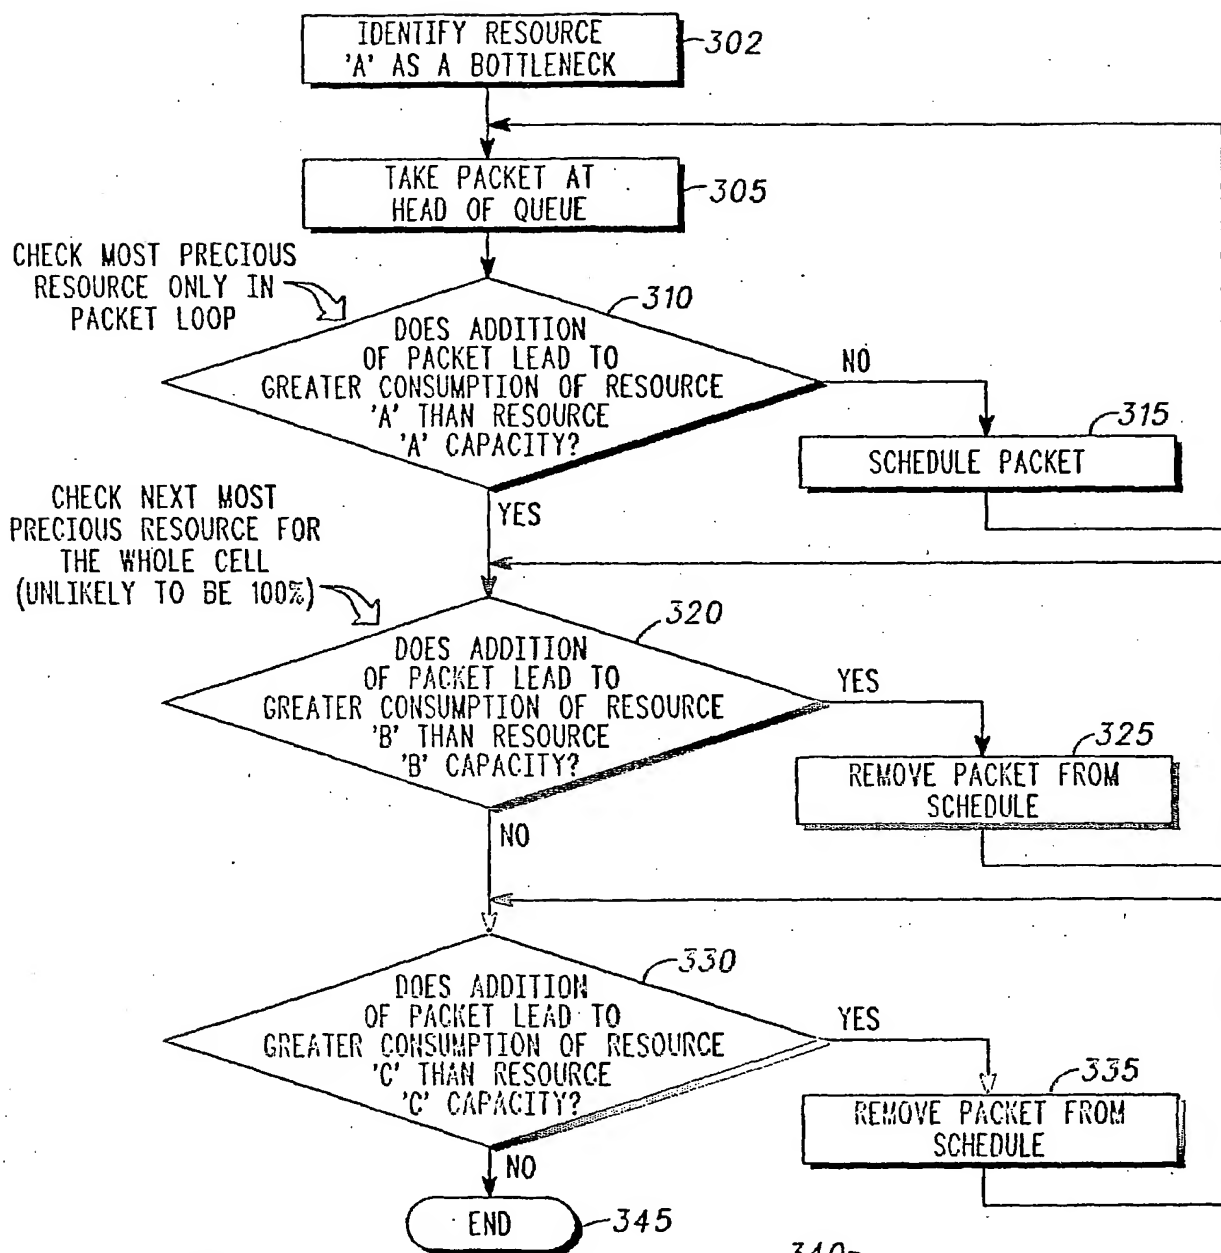 IDENTIFY RESOURCE
'A' AS A BOTTLENECK
302
TAKE PACKET AT
HEAD OF QUEUE
305
CHECK MOST PRECIOUS
RESOURCE ONLY IN
PACKET LOOP
310
DOES ADDITION
OF PACKET LEAD TO
GREATER CONSUMPTION OF RESOURCE
'A' THAN RESOURCE
'A' CAPACITY?
NO
315
SCHEDULE PACKET
YES
CHECK NEXT MOST
PRECIOUS RESOURCE FOR
THE WHOLE CELL
(UNLIKELY TO BE 100%)
320
DOES ADDITION
OF PACKET LEAD TO
GREATER CONSUMPTION OF RESOURCE
'B' THAN RESOURCE
'B' CAPACITY?
YES
325
REMOVE PACKET FROM
SCHEDULE
NO
330
DOES ADDITION
OF PACKET LEAD TO
GREATER CONSUMPTION OF RESOURCE
'C' THAN RESOURCE
'C' CAPACITY?
YES
335
REMOVE PACKET FROM
SCHEDULE
NO
END
345
340